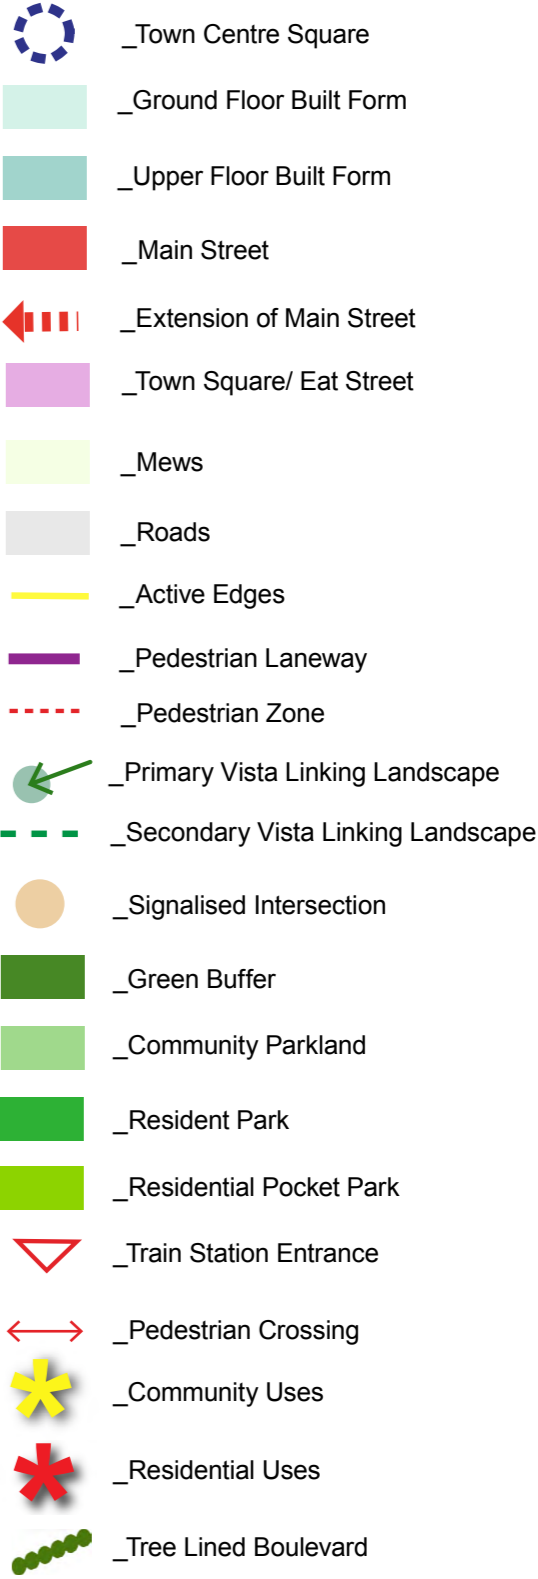 _Town Centre Square
_Ground Floor Built Form
_Upper Floor Built Form
_Main Street
_Extension of Main Street
_Town Square/ Eat Street
_Mews
_Roads
_Active Edges
_Pedestrian Laneway
_Pedestrian Zone
_Primary Vista Linking Landscape
_Secondary Vista Linking Landscape
_Signalised Intersection
_Green Buffer
_Community Parkland
_Resident Park
_Residential Pocket Park
_Train Station Entrance
_Pedestrian Crossing
_Community Uses
_Residential Uses
_Tree Lined Boulevard